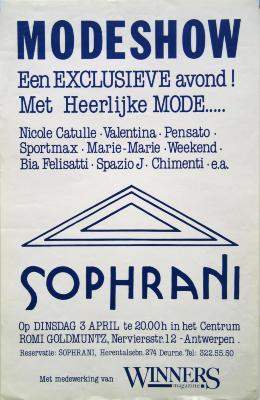 MODESHOW
Een EXCLUSIEVE avond !
Met Heerlijke MODE.....
Nicole Catulle · Valentina · Pensato ·
Sportmax · Marie-Marie · Weekend ·
Bia Felisatti · Spazio J · Chimenti · e.a.
SOPHRANI
Op DINSDAG 3 APRIL te 20.00h in het Centrum
ROMI GOLDMUNTZ, Nerviersstr.12 - Antwerpen .
Reservatie: SOPHRANI, Herentalsebn. 274 Deurne. Tel: 322.55.50
Met medewerking van WINNERS
magazine